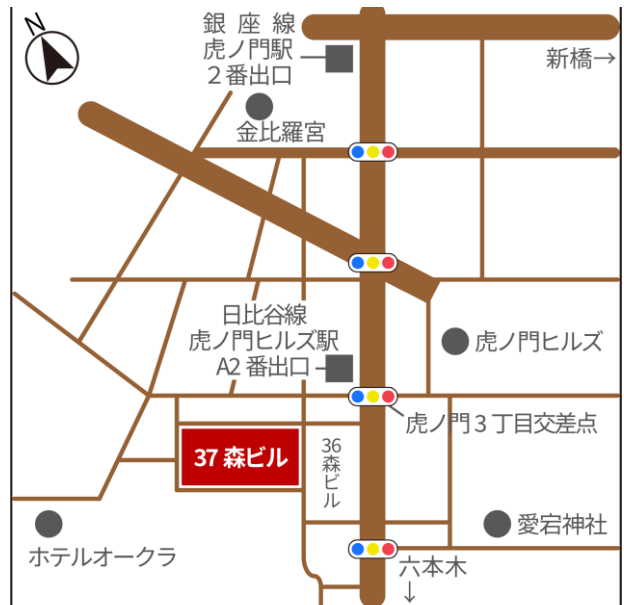 N
銀座線
虎ノ門駅
２番出口
新橋→
金比羅宮
日比谷線
虎ノ門ヒルズ駅
A2 番出口
虎ノ門ヒルズ
虎ノ門 3 丁目交差点
37 森ビル
36
森
ビ
ル
愛宕神社
ホテルオークラ
六本木
↓